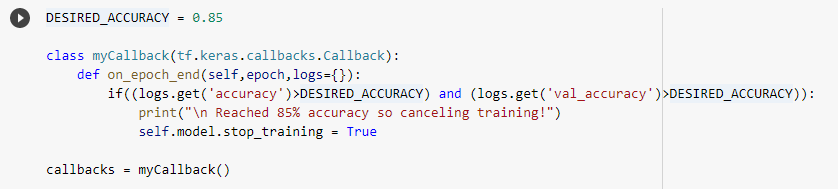 DESIRED_ACCURACY = 0.85
class myCallback(tf.keras.callbacks.Callback):
    def on_epoch_end(self,epoch,logs={}):
        if((logs.get('accuracy')>DESIRED_ACCURACY) and (logs.get('val_accuracy')>DESIRED_ACCURACY)):
            print("\n Reached 85% accuracy so canceling training!")
            self.model.stop_training = True
callbacks = myCallback()